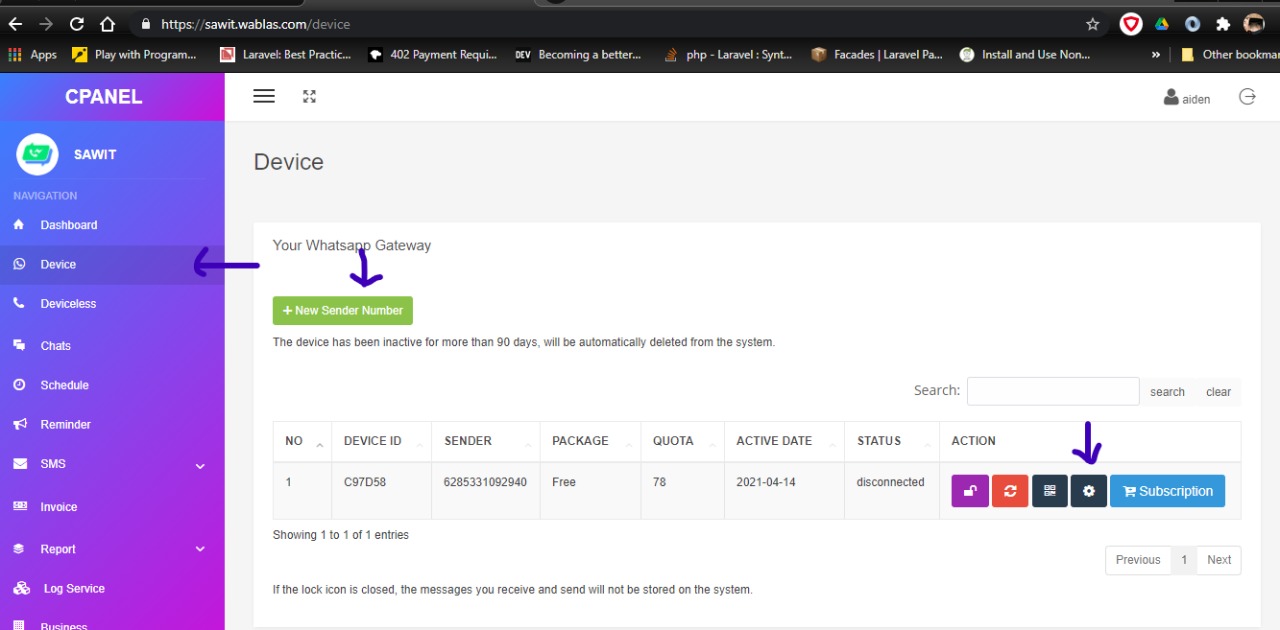 https://sawit.wablas.com/device
Apps Play with Program... Laravel: Best Practic... 402 Payment Requi... DEV Becoming a better... php - Laravel : Synt... Facades | Laravel Pa... Install and Use Non... » Other bookmar
CPANEL
aiden
SAWIT
Device
NAVIGATION
Dashboard
Device
Deviceless
Chats
Schedule
Reminder
SMS
Invoice
Report
Log Service
Business
Your Whatsapp Gateway
+ New Sender Number
The device has been inactive for more than 90 days, will be automatically deleted from the system.
Search: search clear
NO DEVICE ID SENDER PACKAGE QUOTA ACTIVE DATE STATUS ACTION
1 C97D58 6285331092940 Free 78 2021-04-14 disconnected Subscription
Showing 1 to 1 of 1 entries
Previous 1 Next
If the lock icon is closed, the messages you receive and send will not be stored on the system.